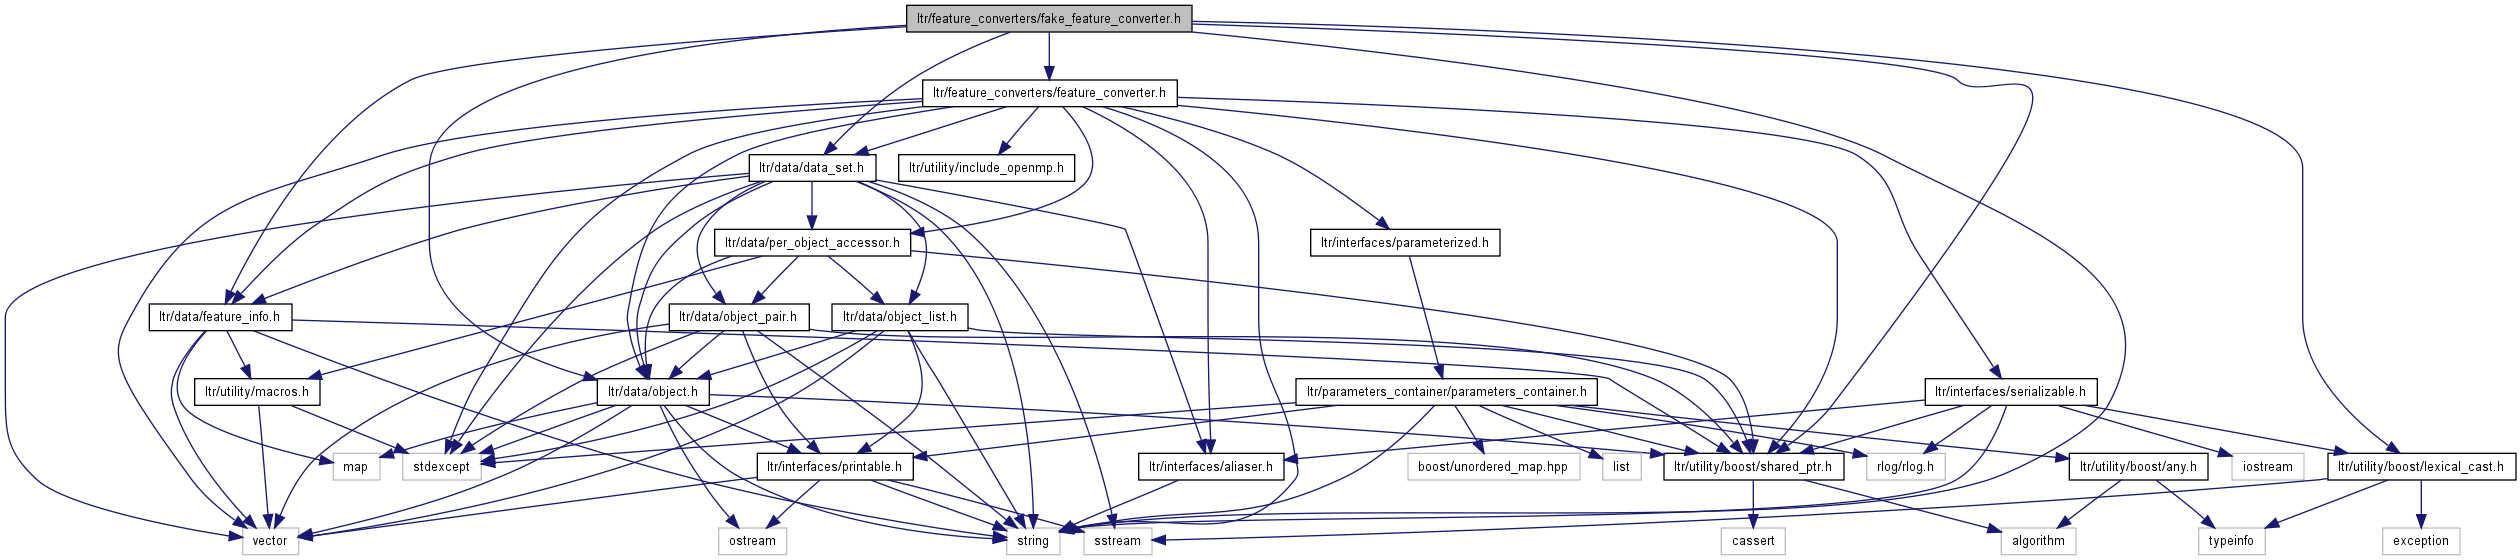 ltr/feature_converters/fake_feature_converter.h
ltr/feature_converters/feature_converter.h
ltr/data/data_set.h
ltr/utility/include_openmp.h
ltr/data/per_object_accessor.h
ltr/interfaces/parameterized.h
ltr/data/feature_info.h
ltr/data/object_pair.h
ltr/data/object_list.h
ltr/utility/macros.h
ltr/data/object.h
ltr/parameters_container/parameters_container.h
ltr/interfaces/serializable.h
map
stdexcept
ltr/interfaces/printable.h
ltr/interfaces/aliaser.h
boost/unordered_map.hpp
list
ltr/utility/boost/shared_ptr.h
rlog/rlog.h
ltr/utility/boost/any.h
iostream
ltr/utility/boost/lexical_cast.h
vector
ostream
string
sstream
cassert
algorithm
typeinfo
exception